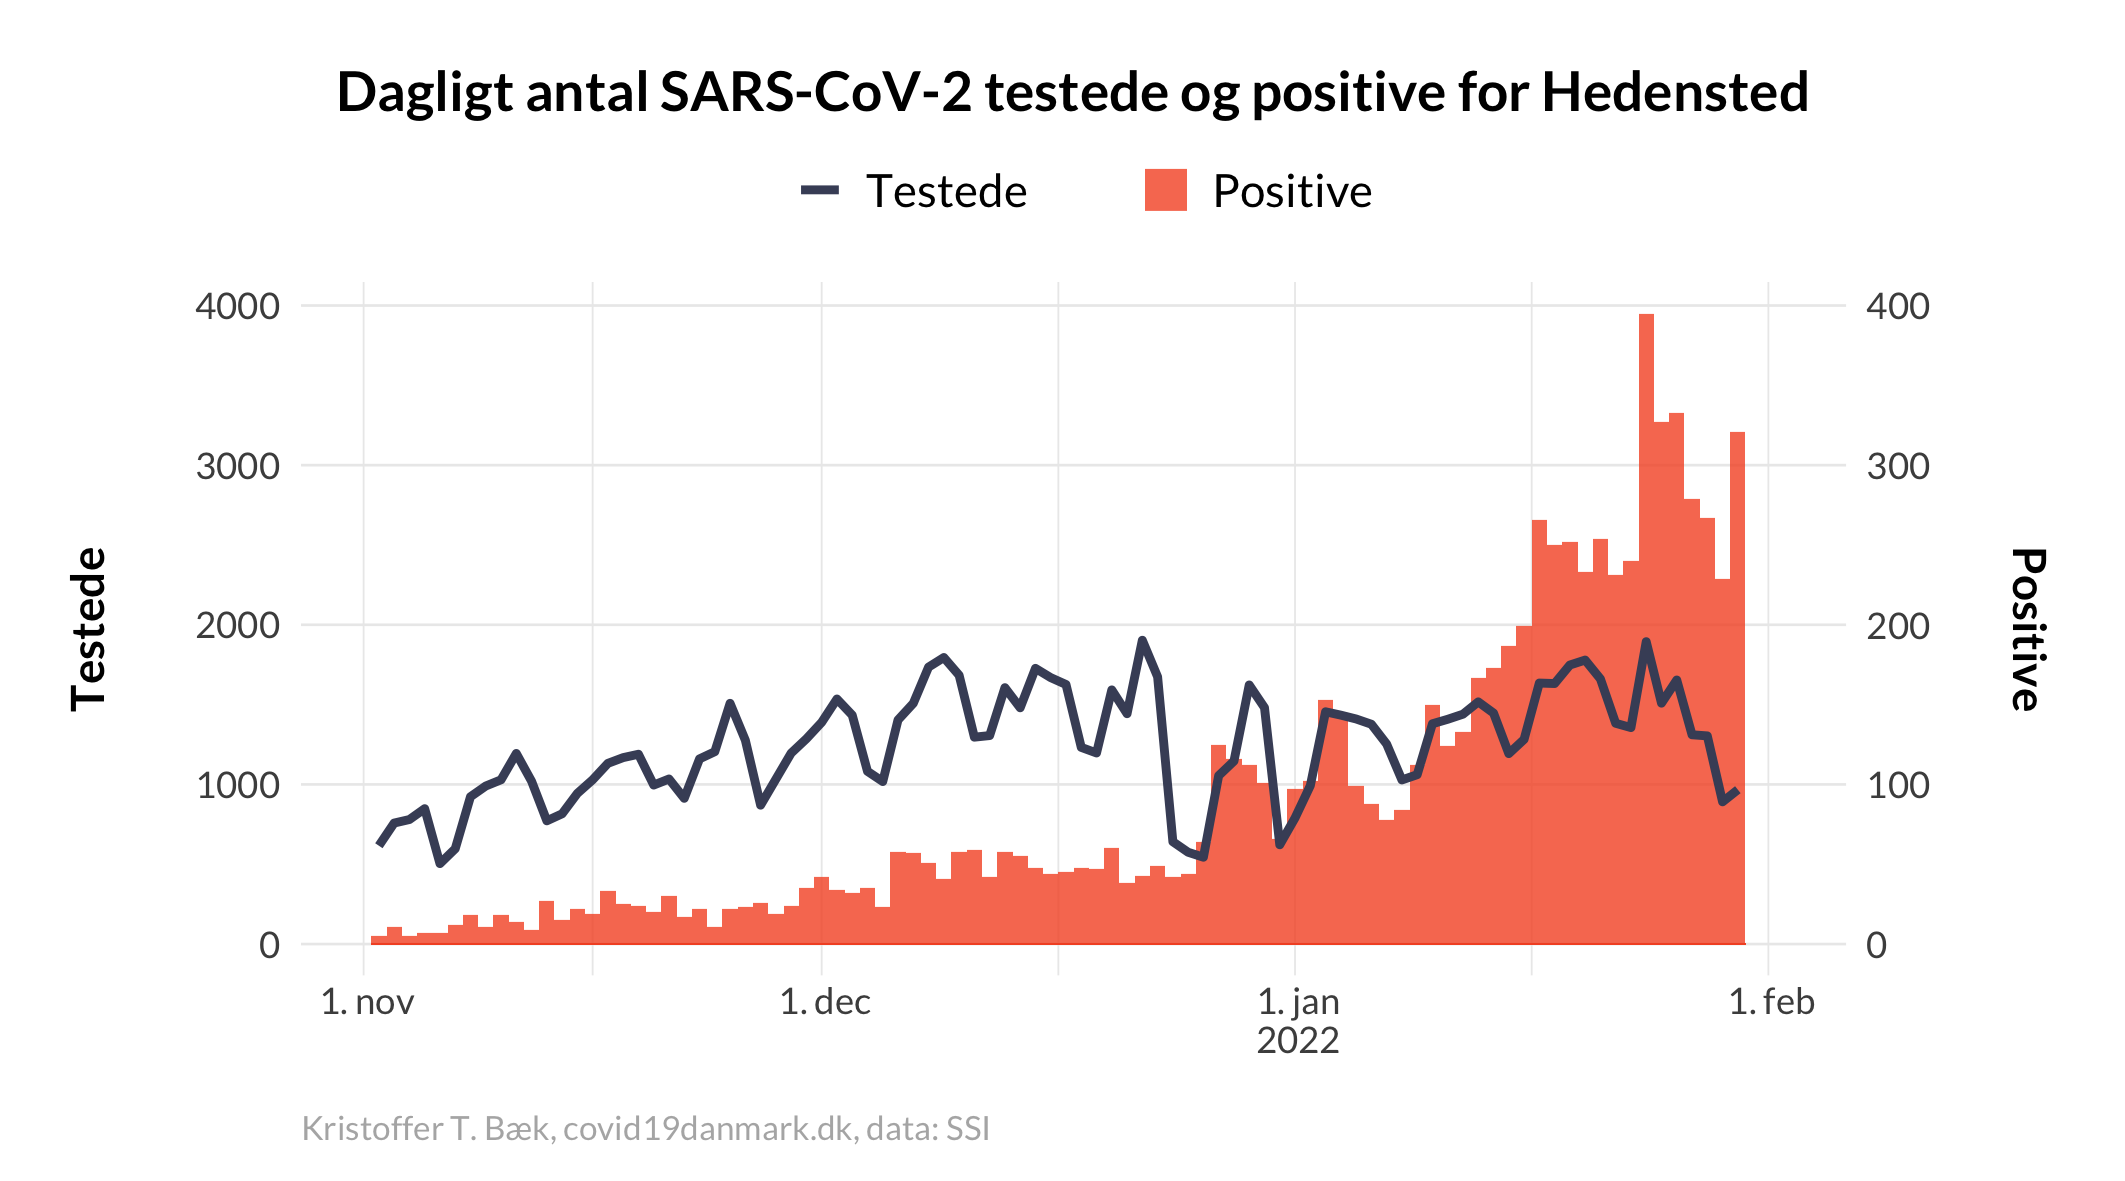 Dagligt antal SARS-CoV-2 testede og positive for Hedensted
Testede
Positive
4000
3000
2000
1000
0
Testede
400
300
200
100
0
Positive
1. nov
1. dec
1. jan
2022
1. feb
Kristoffer T. Bæk, covid19danmark.dk, data: SSI